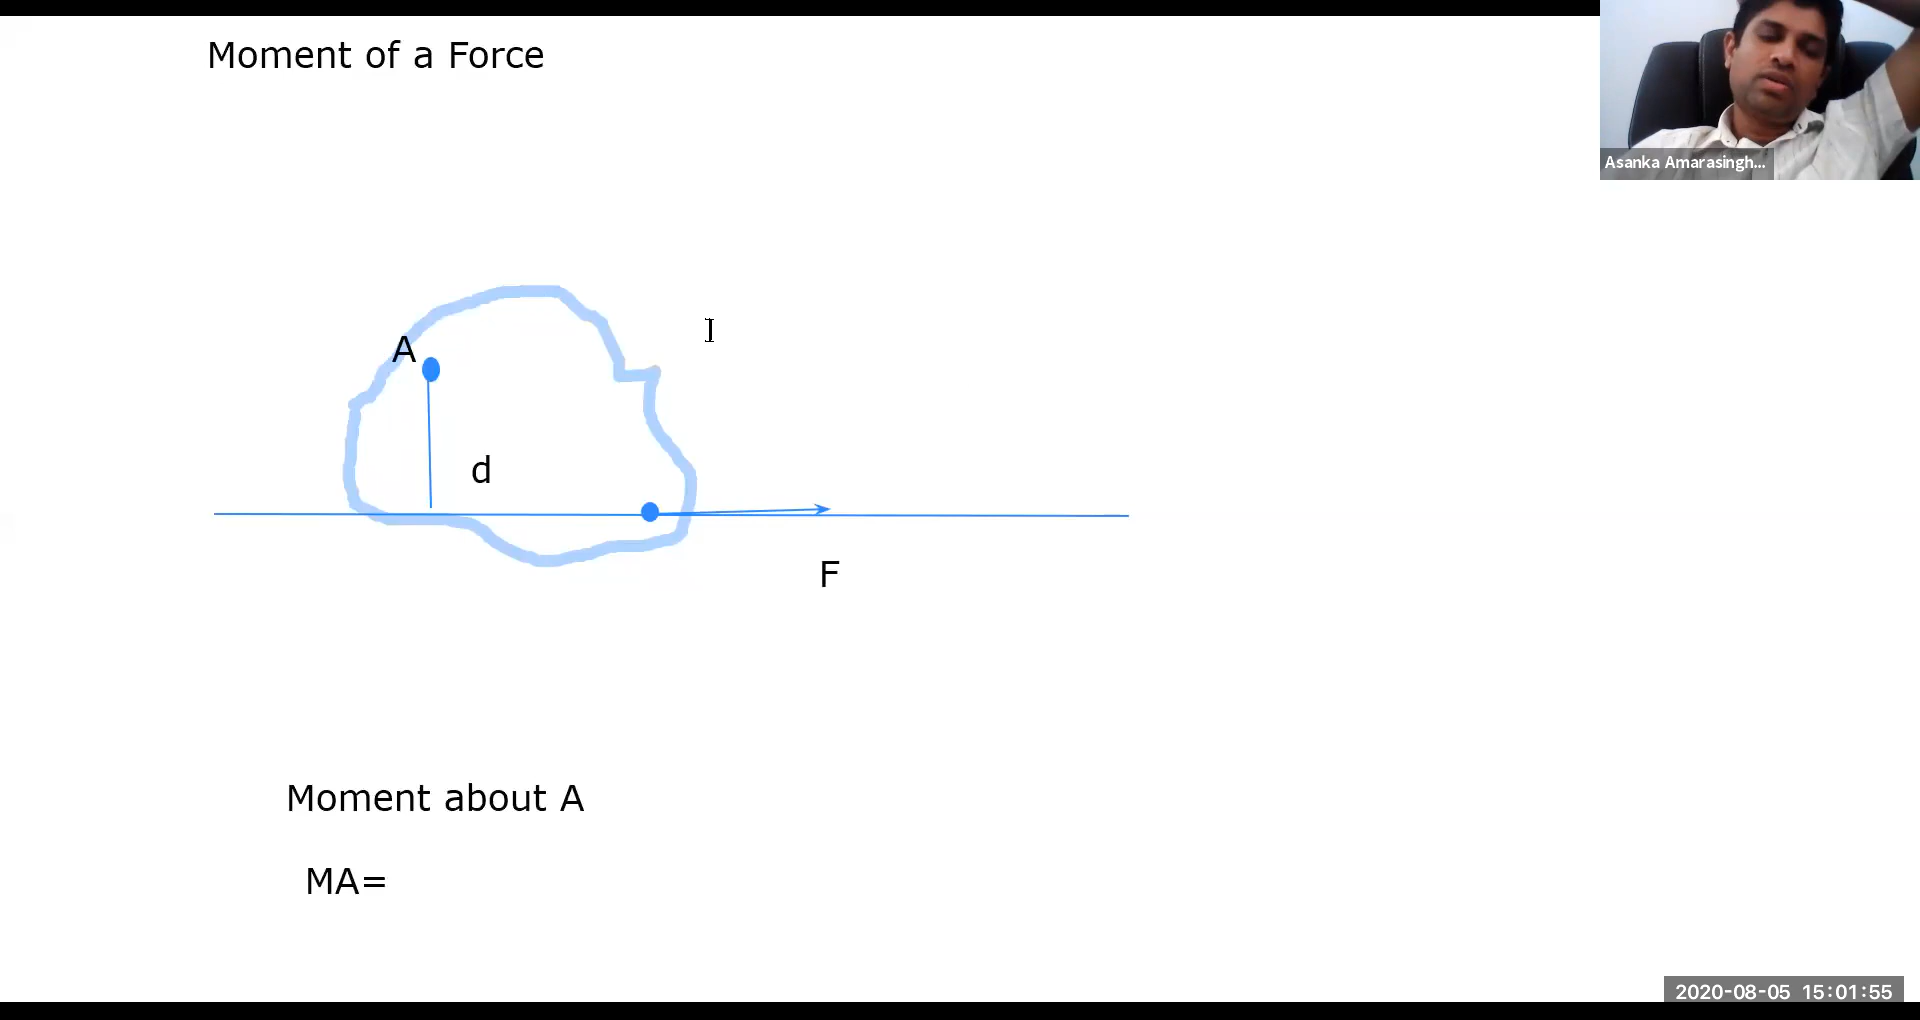 Moment of a Force
Asanka Amarasingh...
A
d
F
Moment about A
MA=
2020-08-05 15:01:55